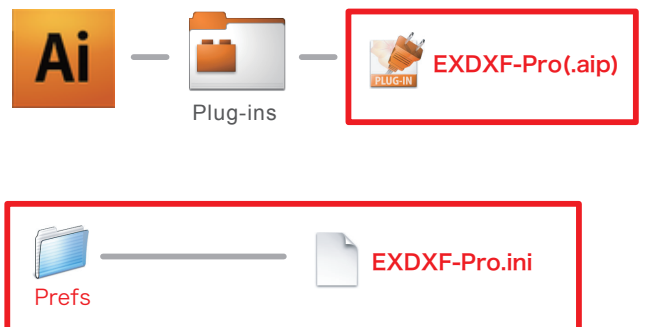 Ai
PLUG-IN
EXDXF-Pro(.aip)
Plug-ins
EXDXF-Pro.ini
Prefs